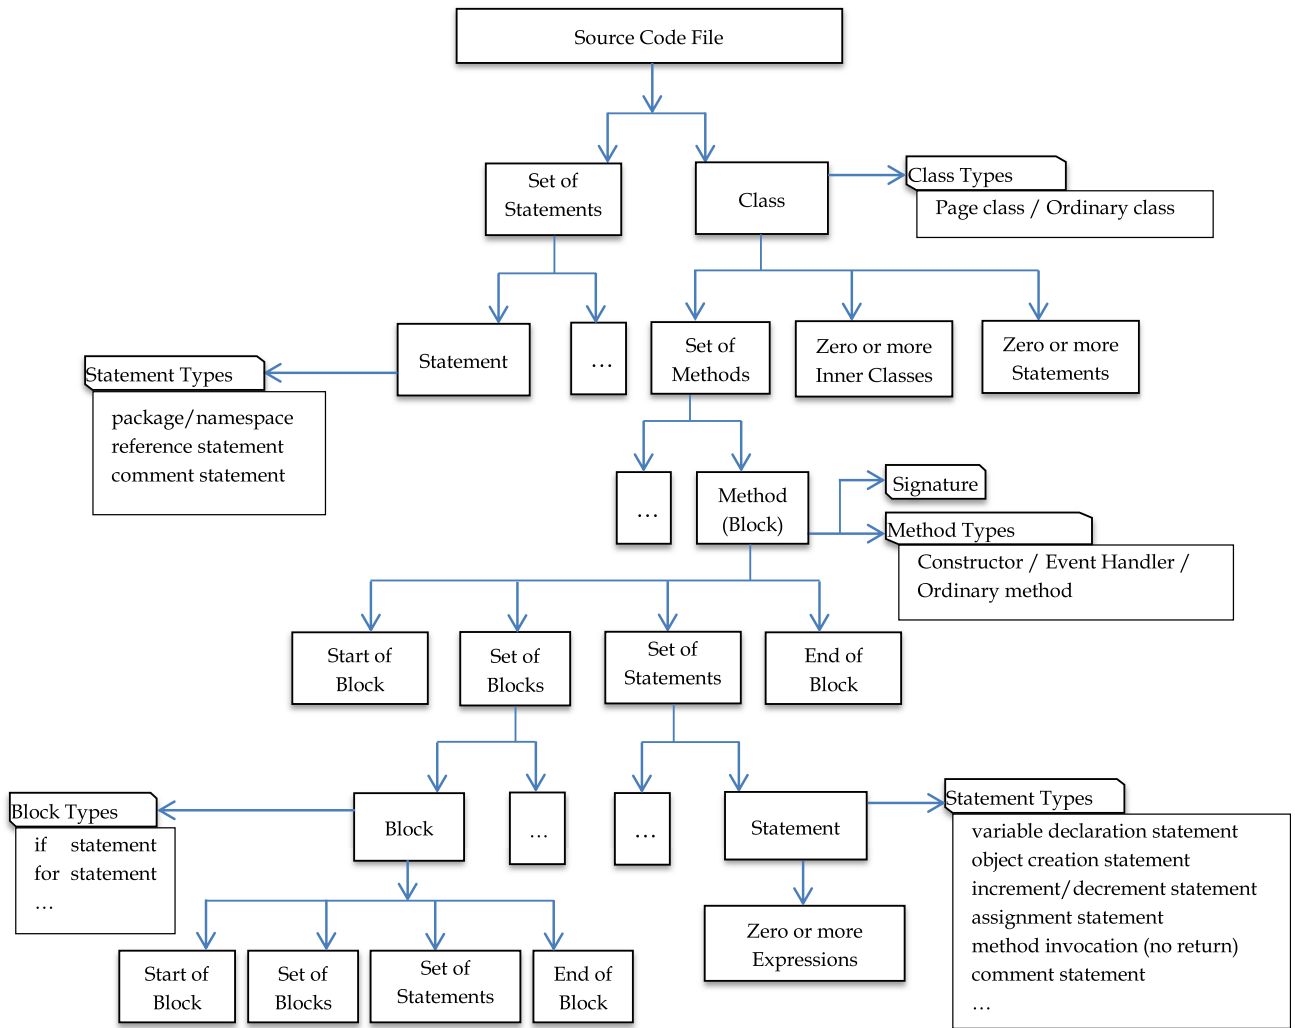 Source Code File
Set of
Statements
Class
Class Types
Page class / Ordinary class
Statement
…
Set of
Methods
Zero or more
Inner Classes
Zero or more
Statements
Statement Types
package/namespace
reference statement
comment statement
…
Method
(Block)
Signature
Method Types
Constructor / Event Handler /
Ordinary method
Start of
Block
Set of
Blocks
Set of
Statements
End of
Block
Block Types
if statement
for statement
…
Block
…
…
Statement
Statement Types
variable declaration statement
object creation statement
increment/decrement statement
assignment statement
method invocation (no return)
comment statement
…
Zero or more
Expressions
Start of
Block
Set of
Blocks
Set of
Statements
End of
Block